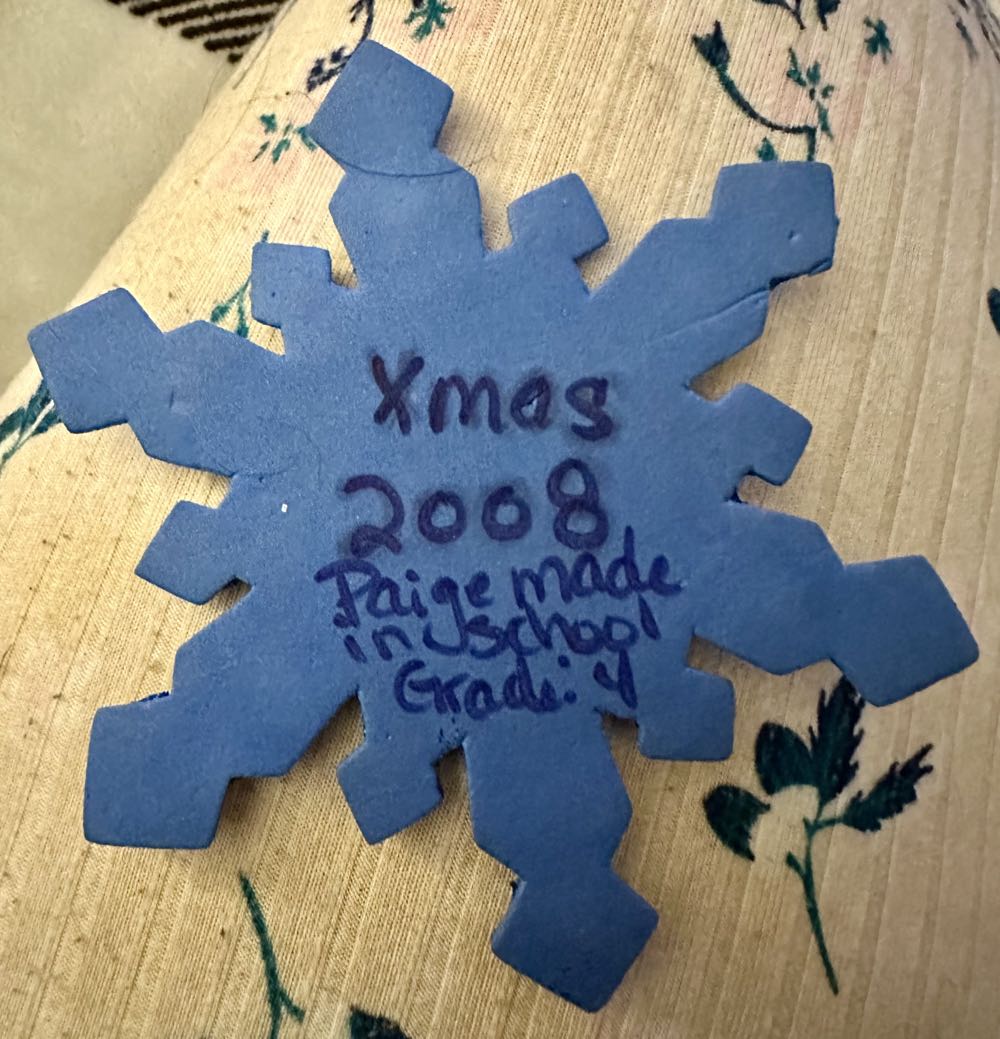 Xmas
2008
Paige made
in school
Grade: 4